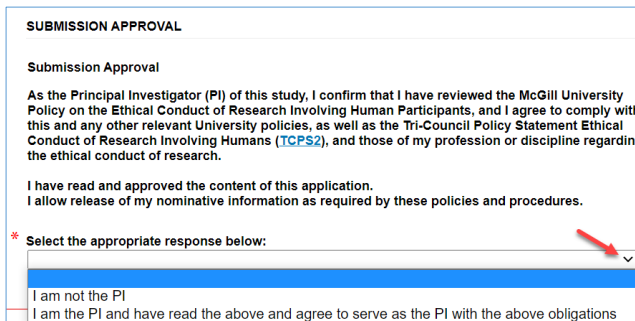 SUBMISSION APPROVAL
Submission Approval
As the Principal Investigator (PI) of this study, I confirm that I have reviewed the McGill University
Policy on the Ethical Conduct of Research Involving Human Participants, and I agree to comply with
this and any other relevant University policies, as well as the Tri-Council Policy Statement Ethical
Conduct of Research Involving Humans (TCPS2), and those of my profession or discipline regardin
the ethical conduct of research.
I have read and approved the content of this application.
I allow release of my nominative information as required by these policies and procedures.
* Select the appropriate response below:
I am not the PI
I am the PI and have read the above and agree to serve as the PI with the above obligations